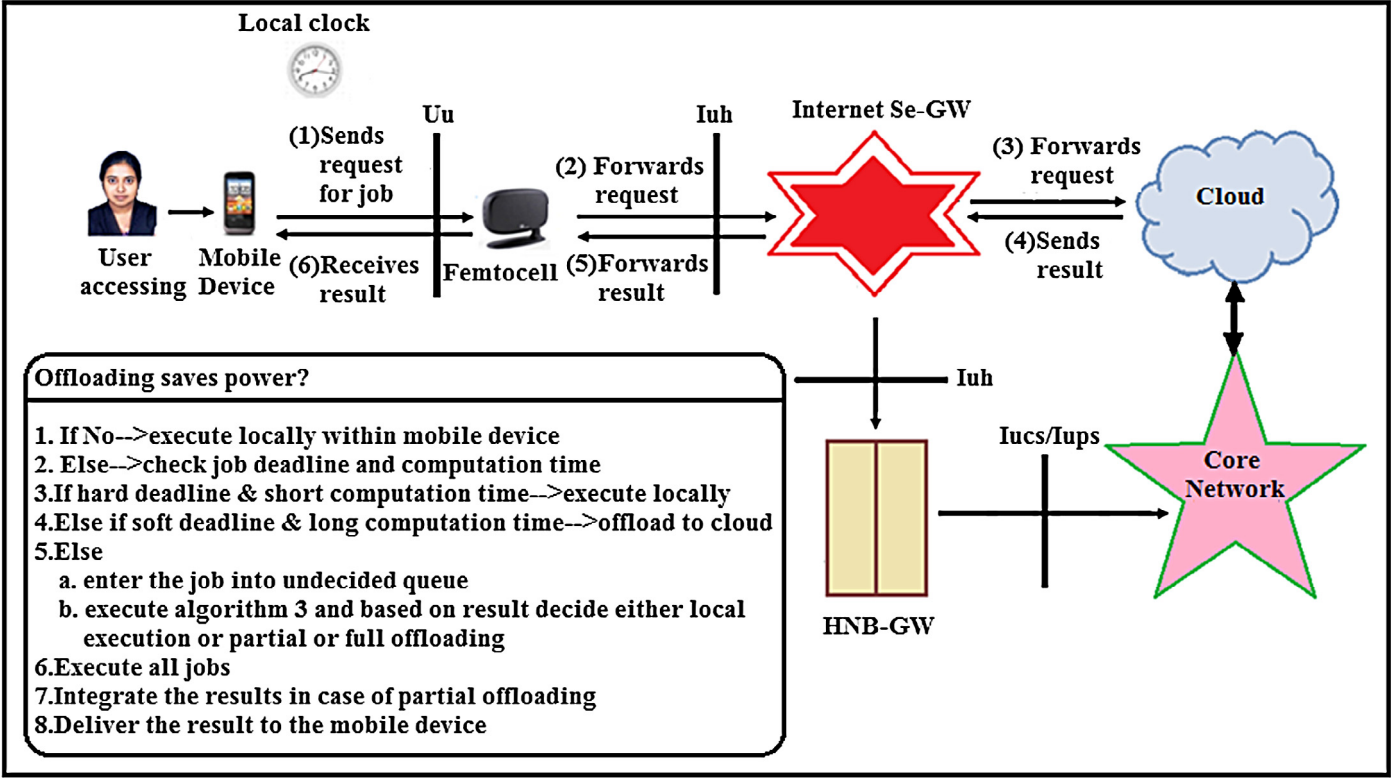 Local clock
Uu
Iuh
Internet Se-GW
(1)Sends
request
for job
(2) Forwards
request
(3) Forwards
request
Cloud
(4)Sends
result
User
accessing
Mobile
Device
(6)Receives
result
Femtocell
(5)Forwards
result
Offloading saves power?
1. If No-->execute locally within mobile device
2. Else-->check job deadline and computation time
3.If hard deadline & short computation time-->execute locally
4.Else if soft deadline & long computation time-->offload to cloud
5.Else
a. enter the job into undecided queue
b. execute algorithm 3 and based on result decide either local
execution or partial or full offloading
6.Execute all jobs
7.Integrate the results in case of partial offloading
8.Deliver the result to the mobile device
Iuh
Iucs/Iups
Core
Network
HNB-GW